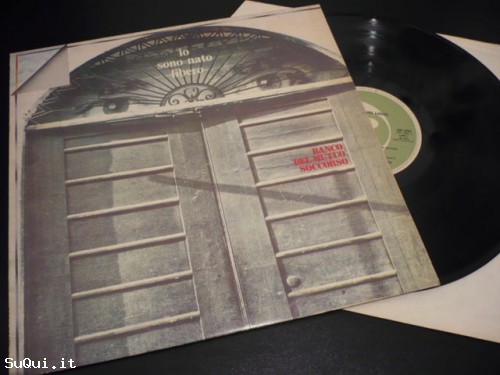 Io
sono nato
libero
BANCO
DEL MUTUO
SOCCORSO
SuQui.it